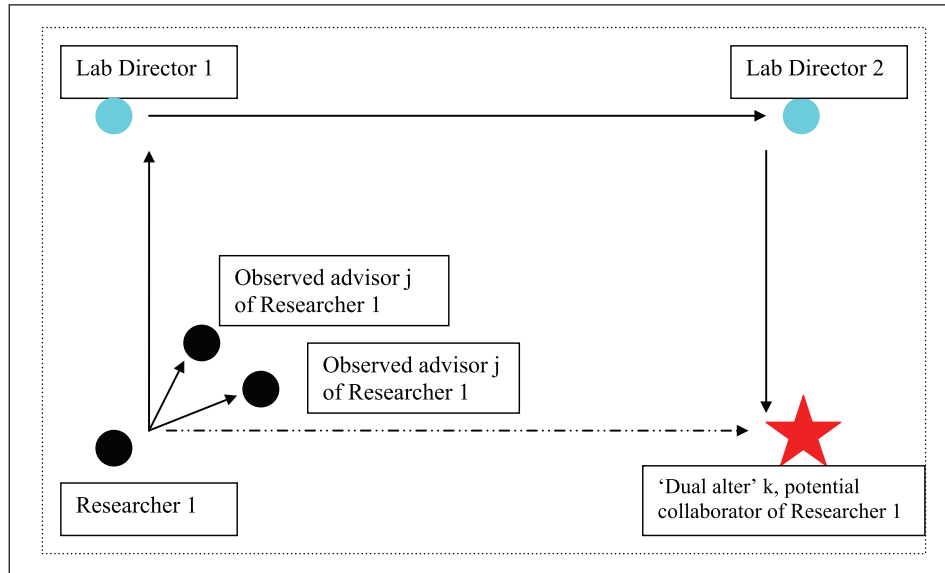 Lab Director 1
Lab Director 2
Observed advisor j
of Researcher 1
Observed advisor j
of Researcher 1
Researcher 1
‘Dual alter’ k, potential
collaborator of Researcher 1